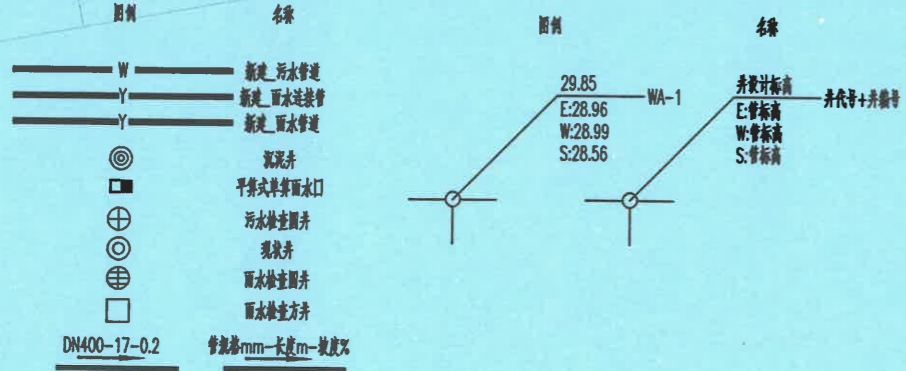 图例 名称
W 新建_污水管道
Y 新建_雨水连接管
Y 新建_雨水管道
沉泥井
平箅式单箅雨水口
污水检查圆井
现状井
雨水检查圆井
雨水检查方井
DN400-17-0.2 管规格mm-长度m-坡度%
图例 名称
29.85 WA-1
E:28.96
W:28.99
S:28.56
井设计标高 井代号+井编号
E:管标高
W:管标高
S:管标高